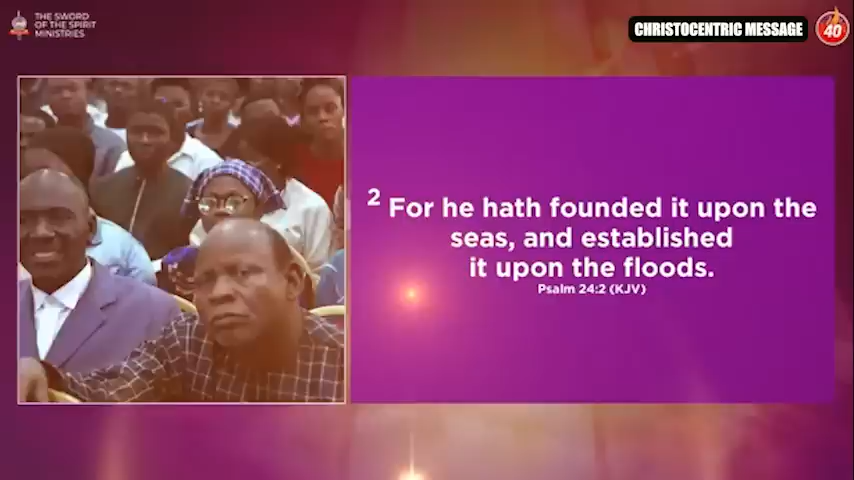 THE SWORD
OF THE SPIRIT
MINISTRIES
CHRISTOCENTRIC MESSAGE
40
2 For he hath founded it upon the
seas, and established
it upon the floods.
Psalm 24:2 (KJV)